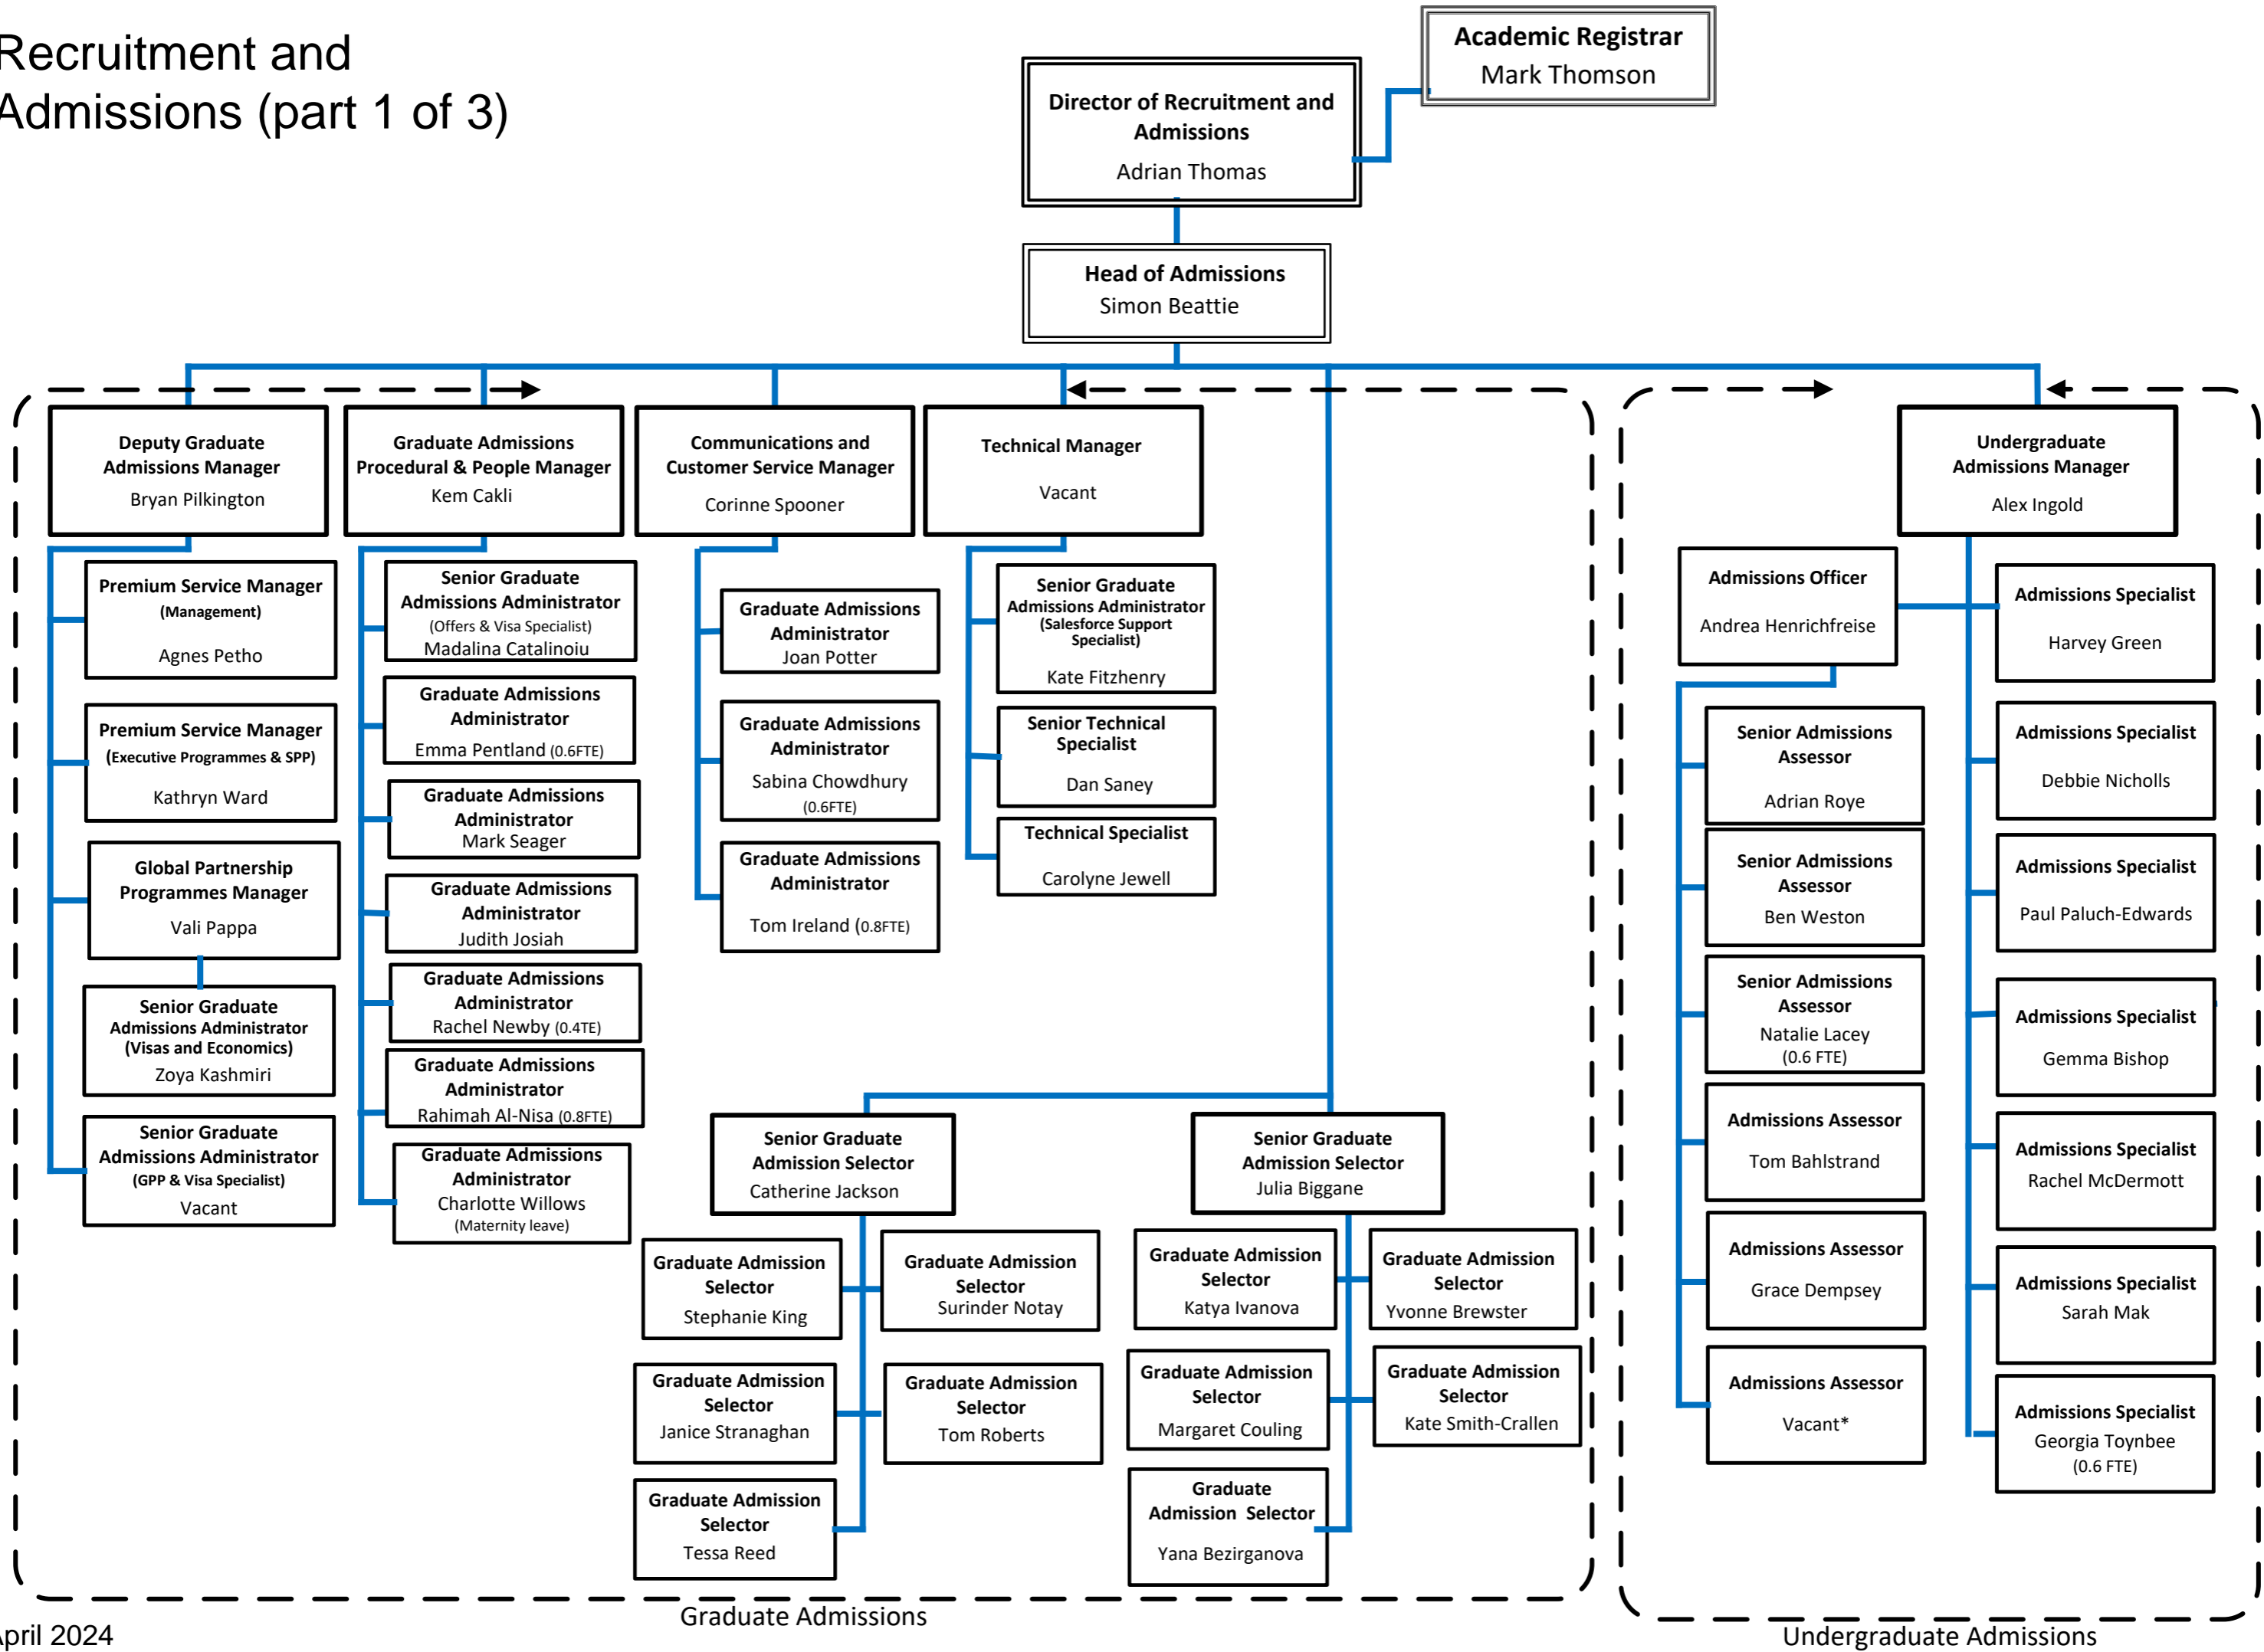 Recruitment and
Admissions (part 1 of 3)
Academic Registrar
Mark Thomson
Director of Recruitment and
Admissions
Adrian Thomas
Head of Admissions
Simon Beattie
Deputy Graduate
Admissions Manager
Bryan Pilkington
Graduate Admissions
Procedural & People Manager
Kem Cakli
Communications and
Customer Service Manager
Corinne Spooner
Technical Manager
Vacant
Undergraduate
Admissions Manager
Alex Ingold
Premium Service Manager
(Management)
Agnes Petho
Premium Service Manager
(Executive Programmes & SPP)
Kathryn Ward
Global Partnership
Programmes Manager
Vali Pappa
Senior Graduate
Admissions Administrator
(Visas and Economics)
Zoya Kashmiri
Senior Graduate
Admissions Administrator
(GPP & Visa Specialist)
Vacant
Senior Graduate
Admissions Administrator
(Offers & Visa Specialist)
Madalina Catalinoiu
Graduate Admissions
Administrator
Emma Pentland (0.6FTE)
Graduate Admissions
Administrator
Mark Seager
Graduate Admissions
Administrator
Judith Josiah
Graduate Admissions
Administrator
Rachel Newby (0.4TE)
Graduate Admissions
Administrator
Rahimah Al-Nisa (0.8FTE)
Graduate Admissions
Administrator
Charlotte Willows
(Maternity leave)
Graduate Admissions
Administrator
Joan Potter
Graduate Admissions
Administrator
Sabina Chowdhury
(0.6FTE)
Graduate Admissions
Administrator
Tom Ireland (0.8FTE)
Senior Graduate
Admissions Administrator
(Salesforce Support
Specialist)
Kate Fitzhenry
Senior Technical
Specialist
Dan Saney
Technical Specialist
Carolyne Jewell
Senior Graduate
Admission Selector
Catherine Jackson
Graduate Admission
Selector
Stephanie King
Graduate Admission
Selector
Surinder Notay
Graduate Admission
Selector
Janice Stranaghan
Graduate Admission
Selector
Tom Roberts
Graduate Admission
Selector
Tessa Reed
Senior Graduate
Admission Selector
Julia Biggane
Graduate Admission
Selector
Katya Ivanova
Graduate Admission
Selector
Yvonne Brewster
Graduate Admission
Selector
Margaret Couling
Graduate Admission
Selector
Kate Smith-Crallen
Graduate
Admission Selector
Yana Bezirganova
Admissions Officer
Andrea Henrichfreise
Senior Admissions
Assessor
Adrian Roye
Senior Admissions
Assessor
Ben Weston
Senior Admissions
Assessor
Natalie Lacey
(0.6 FTE)
Admissions Assessor
Tom Bahlstrand
Admissions Assessor
Grace Dempsey
Admissions Assessor
Vacant*
Admissions Specialist
Harvey Green
Admissions Specialist
Debbie Nicholls
Admissions Specialist
Paul Paluch-Edwards
Admissions Specialist
Gemma Bishop
Admissions Specialist
Rachel McDermott
Admissions Specialist
Sarah Mak
Admissions Specialist
Georgia Toynbee
(0.6 FTE)
Graduate Admissions
Undergraduate Admissions
April 2024